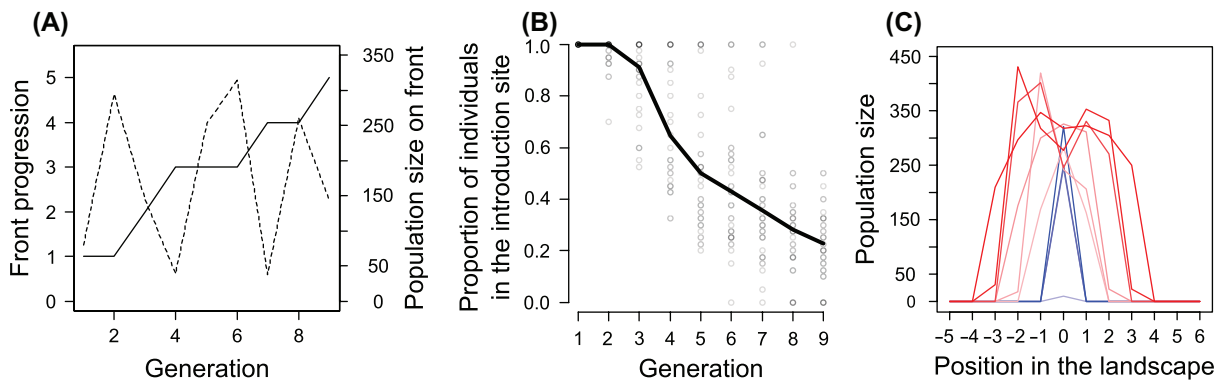 (A)
Front progression
5
4
3
2
1
0
350
250
150
50
0
Population size on front
2 4 6 8
Generation
(B)
Proportion of individuals
in the introduction site
1.0
0.8
0.6
0.4
0.2
0.0
1 2 3 4 5 6 7 8 9
Generation
(C)
Population size
450
350
250
150
50
0
−5 −4 −3 −2 −1 0 1 2 3 4 5 6
Position in the landscape